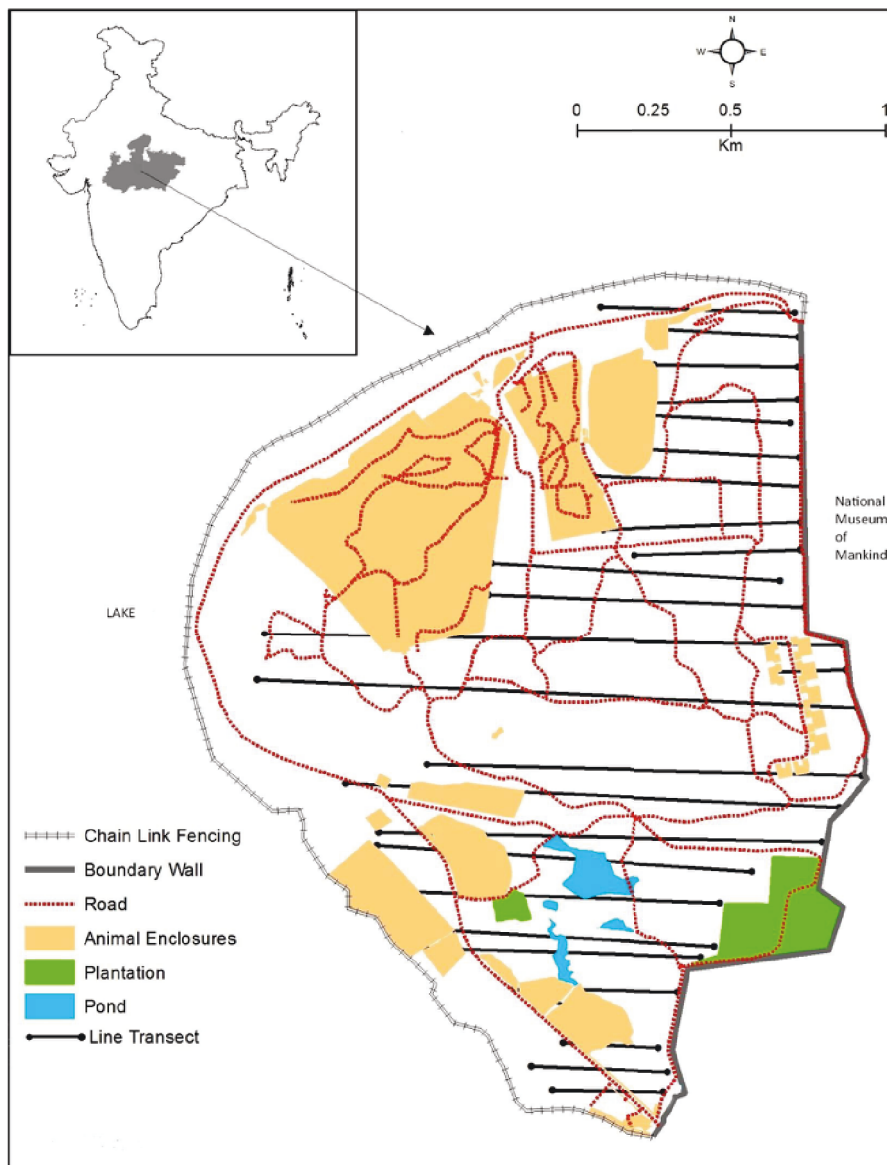 N
W E
S
0 0.25 0.5 1
Km
National
Museum
of
Mankind
LAKE
Chain Link Fencing
Boundary Wall
Road
Animal Enclosures
Plantation
Pond
Line Transect